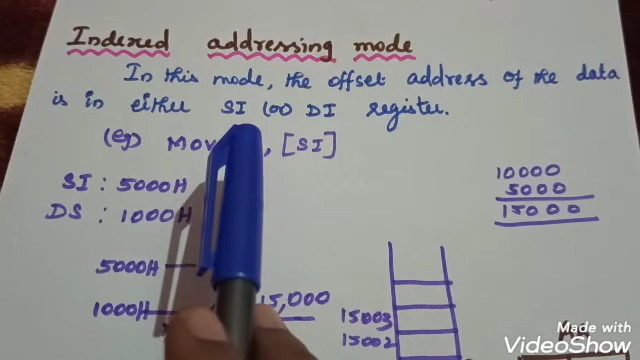 Indexed addressing mode
In this mode, the offset address of the data
is in either SI (or) DI register.
(eg) MOV , [SI]
SI : 5000H
DS : 1000H
10000
5000
15000
5000H
1000H 15,000
15003
15002
Made with
VideoShow